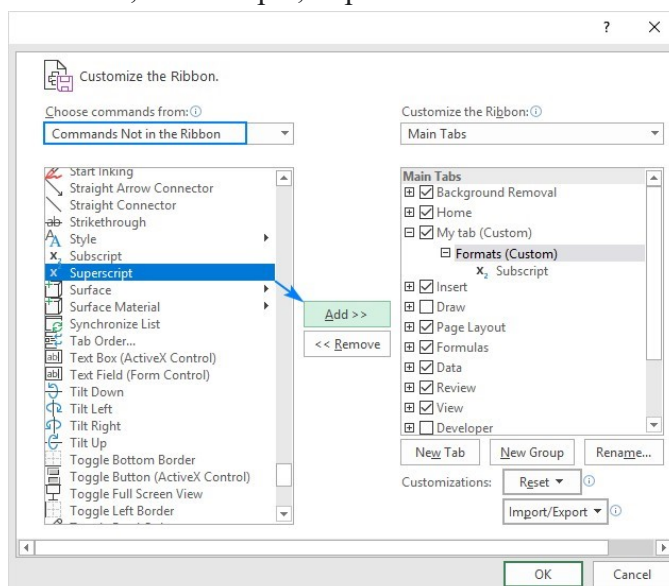 ?
Customize the Ribbon.
Choose commands from:
Commands Not in the Ribbon
Start Inking
Straight Arrow Connector
Straight Connector
Strikethrough
Style
Subscript
Superscript
Surface
Surface Material
Synchronize List
Tab Order...
Text Box (ActiveX Control)
Text Field (Form Control)
Tilt Down
Tilt Left
Tilt Right
Tilt Up
Toggle Bottom Border
Toggle Button (ActiveX Control)
Toggle Full Screen View
Toggle Left Border
Add >>
<< Remove
Customize the Ribbon:
Main Tabs
Main Tabs
Background Removal
Home
My tab (Custom)
Formats (Custom)
Subscript
Insert
Draw
Page Layout
Formulas
Data
Review
View
Developer
New Tab New Group Rename...
Customizations: Reset
Import/Export
OK Cancel